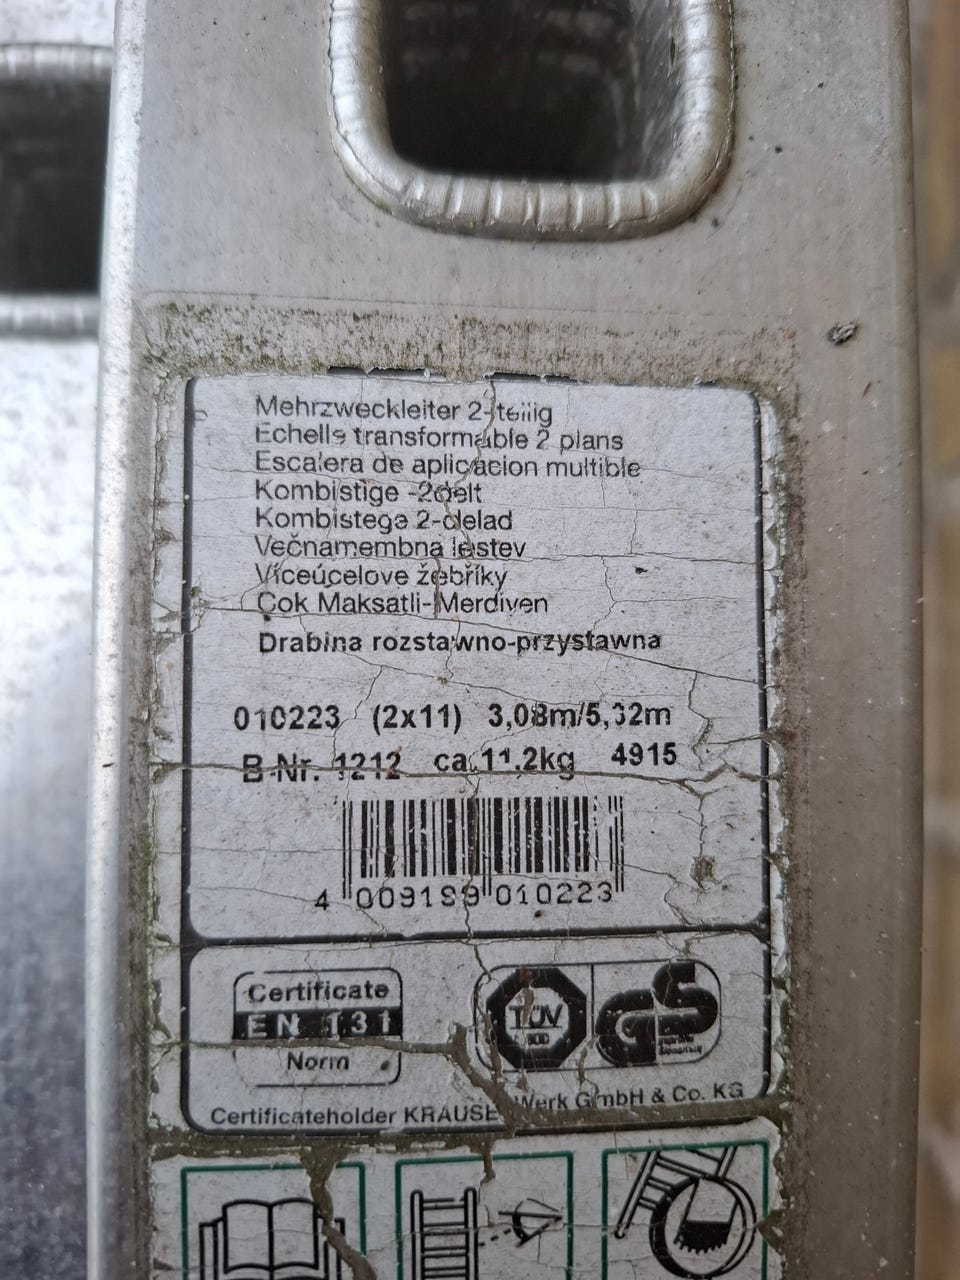 Mehrzweckleiter 2-teilig
Echelle transformable 2 plans
Escalera de aplicacion multible
Kombistige -2delt
Kombistege 2-delad
Večnamembna lestev
Víceúcelove žebříky
Çok Maksatli-Merdiven
Drabina rozstawno-przystawna
010223 (2x11) 3,08m/5,32m
B-Nr. 1212 ca.11,2kg 4915
4 009199 010223
Certificate
EN 131
Norm
TÜV
GS
Certificateholder KRAUSE Werk GmbH & Co. KG